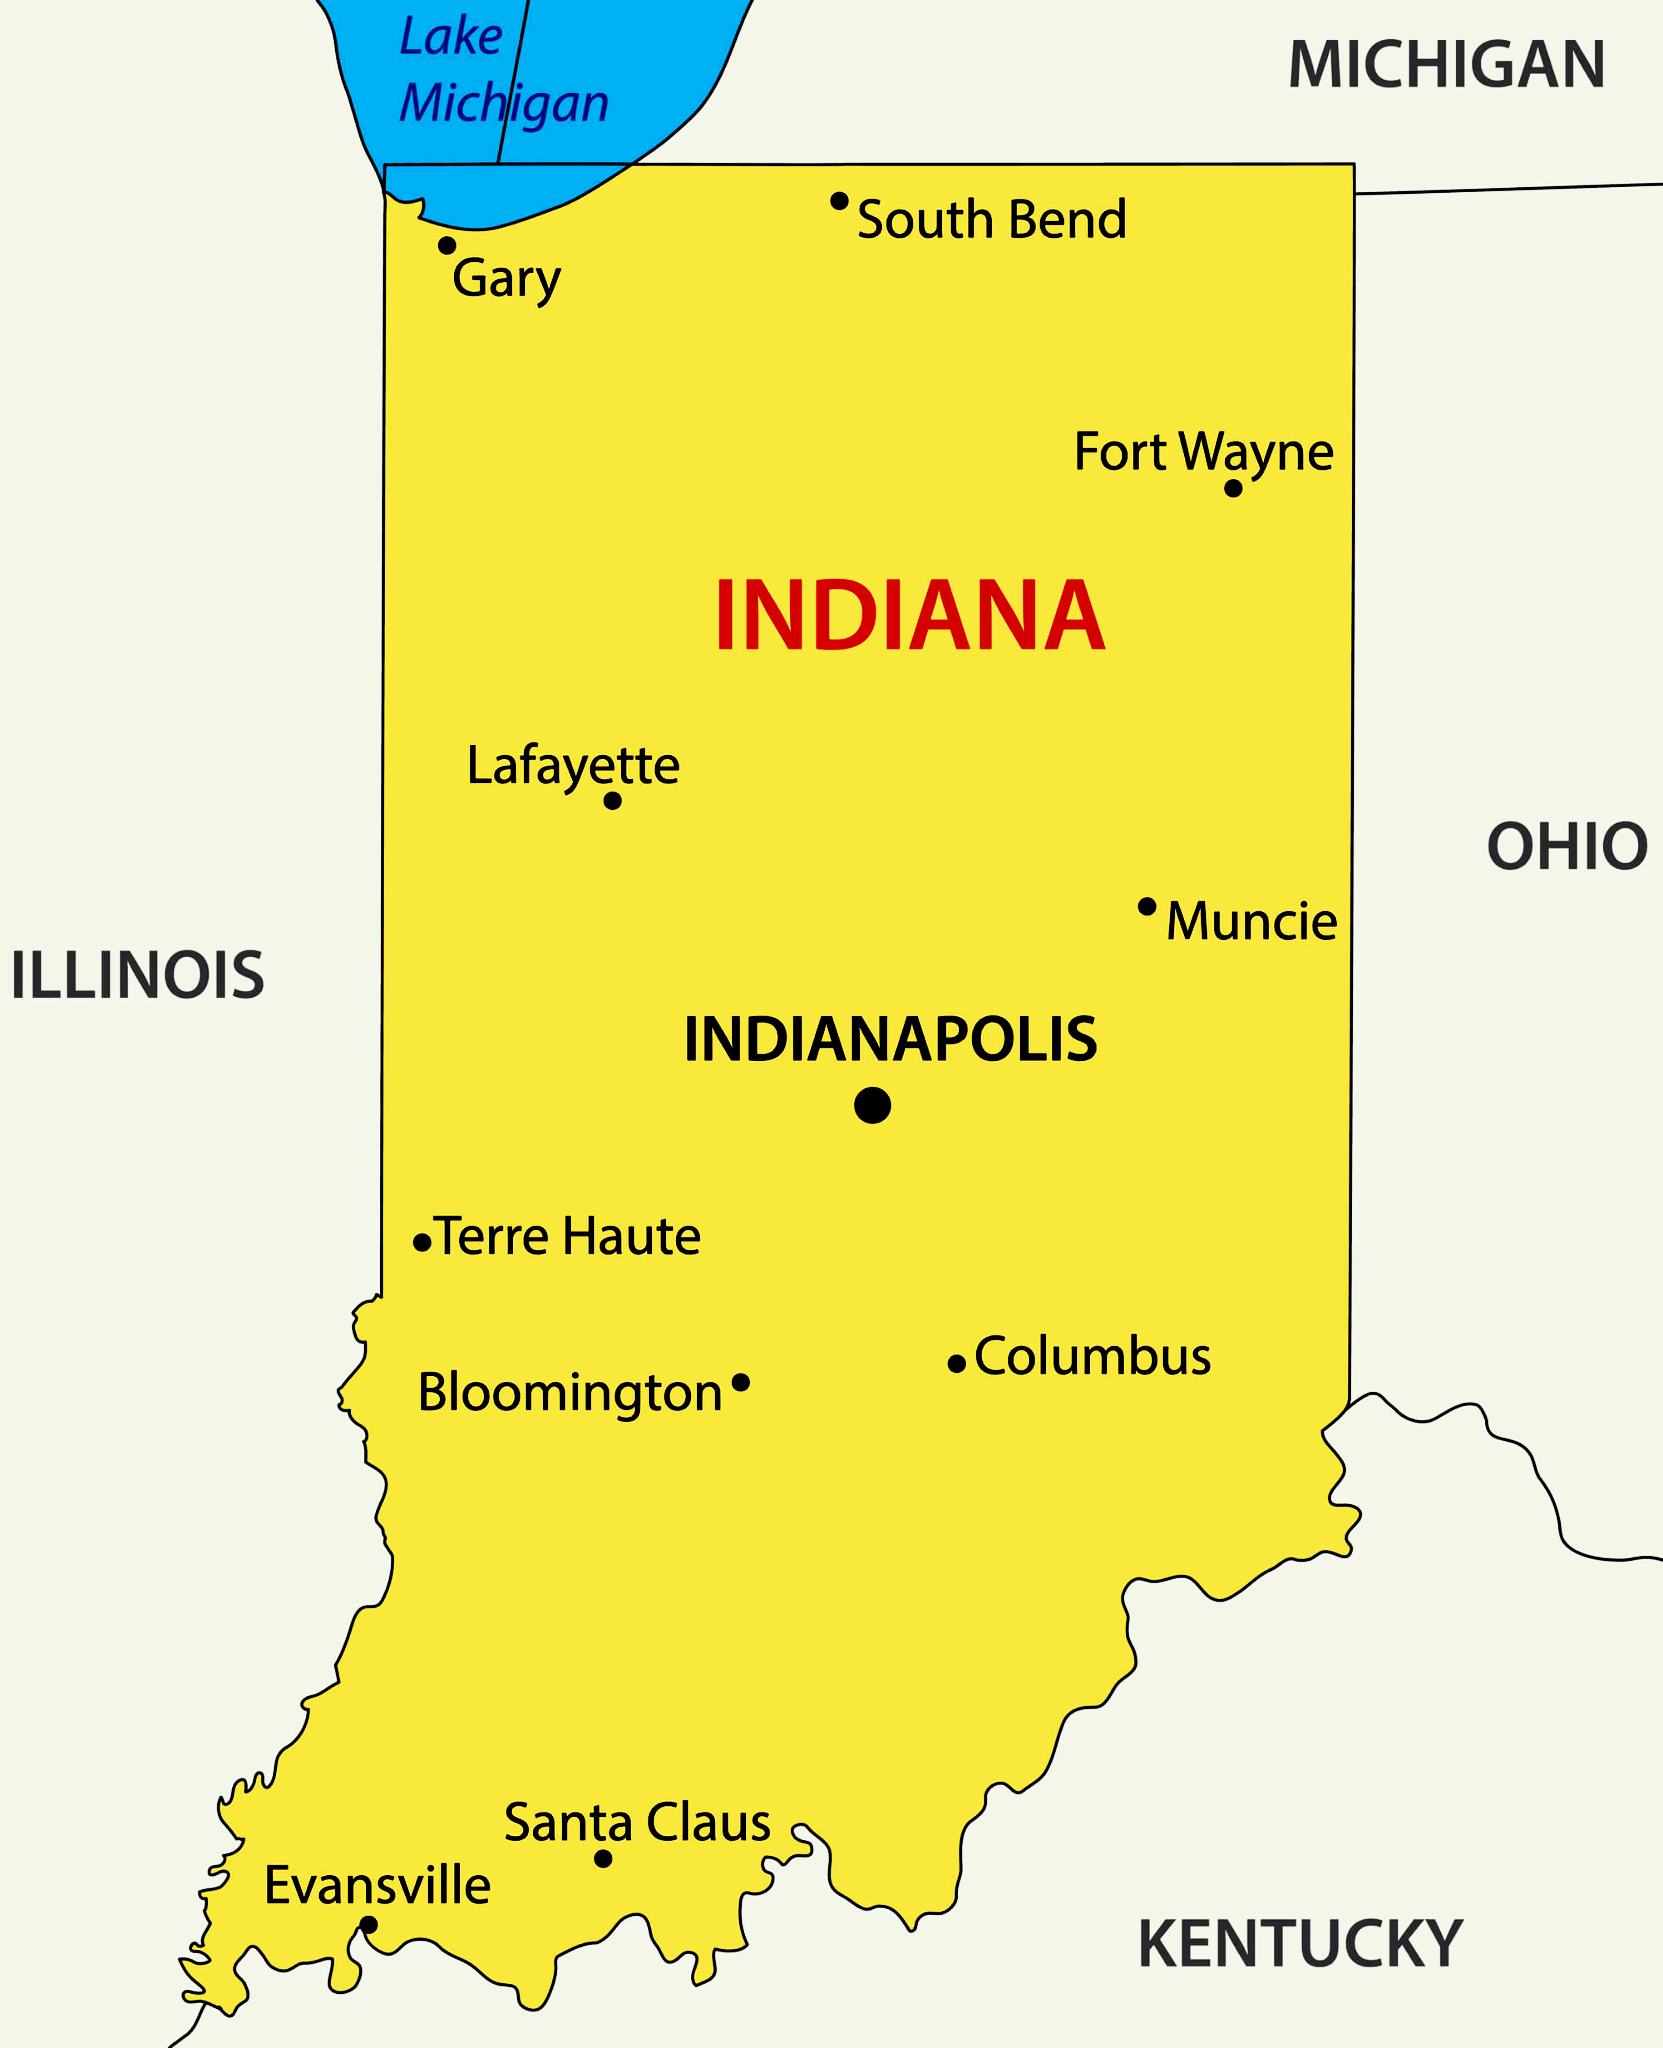 Lake
Michigan
MICHIGAN
South Bend
Gary
Fort Wayne
INDIANA
Lafayette
OHIO
Muncie
ILLINOIS
INDIANAPOLIS
Terre Haute
Columbus
Bloomington
Santa Claus
Evansville
KENTUCKY